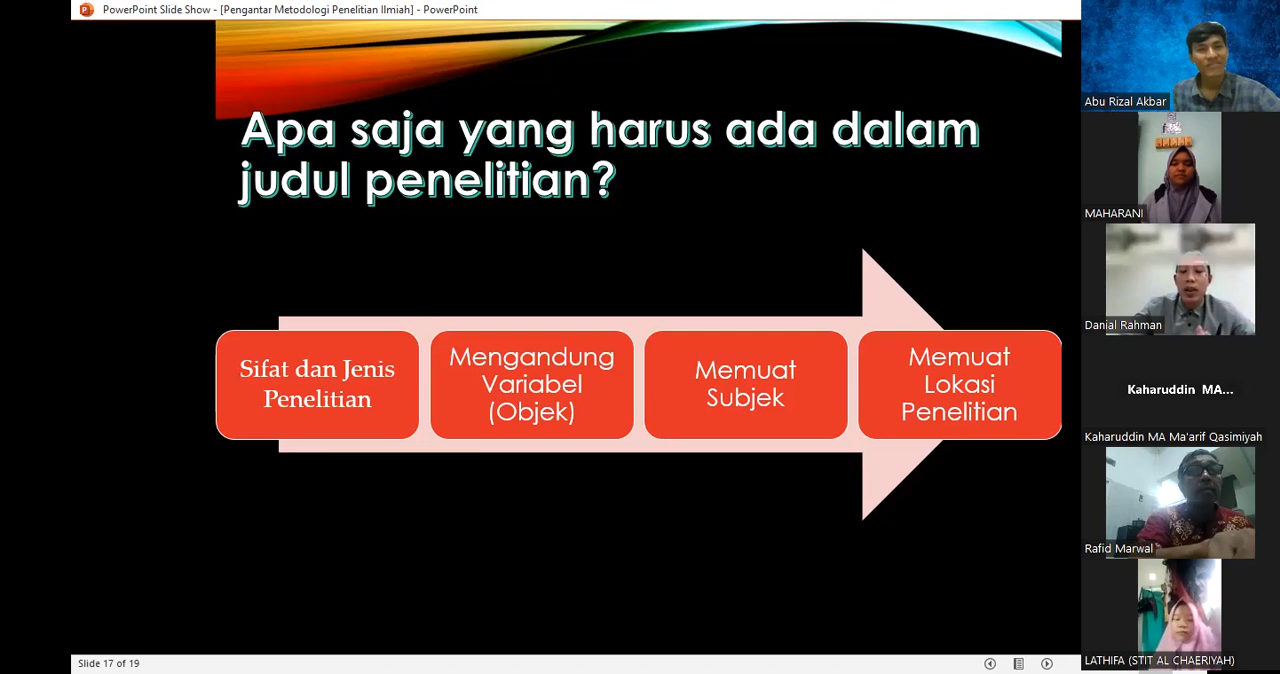 PowerPoint Slide Show - [Pengantar Metodologi Penelitian Ilmiah] - PowerPoint
Apa saja yang harus ada dalam
judul penelitian?
Sifat dan Jenis
Penelitian
Mengandung
Variabel
(Objek)
Memuat
Subjek
Memuat
Lokasi
Penelitian
Slide 17 of 19
Abu Rizal Akbar
MAHARANI
Danial Rahman
Kaharuddin MA...
Kaharuddin MA Ma'arif Qasimiyah
Rafid Marwal
LATHIFA (STIT AL CHAERIYAH)